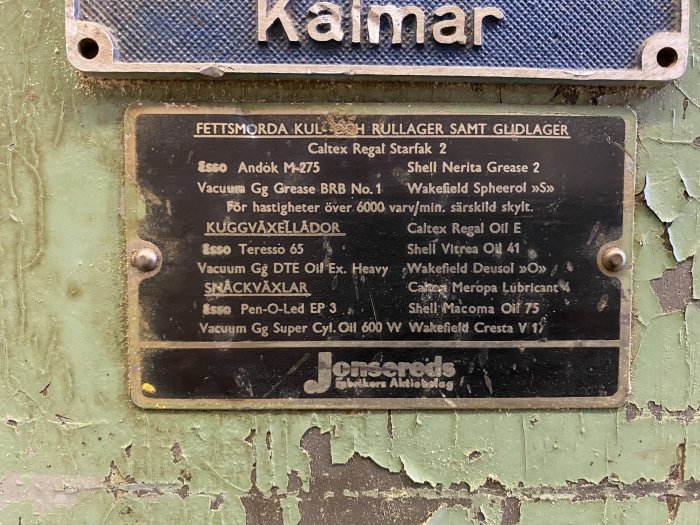 Kalmar
FETTSMORDA KUL- OCH RULLAGER SAMT GLIDLAGER
Caltex Regal Starfak 2
Esso Andok M-275 Shell Nerita Grease 2
Vacuum Gg Grease BRB No. 1 Wakefield Spheerol »S»
För hastigheter över 6000 varv/min. särskild skylt.
KUGGVÄXELLÅDOR Caltex Regal Oil E
Esso Teresso 65 Shell Vitrea Oil 41
Vacuum Gg DTE Oil Ex. Heavy Wakefield Deusol »O»
SNÄCKVÄXLAR Caltex Meropa Lubricant 4
Esso Pen-O-Led EP 3 Shell Macoma Oil 75
Vacuum Gg Super Cyl. Oil 600 W Wakefield Cresta V
Jonsereds
Fabrikers Aktiebolag